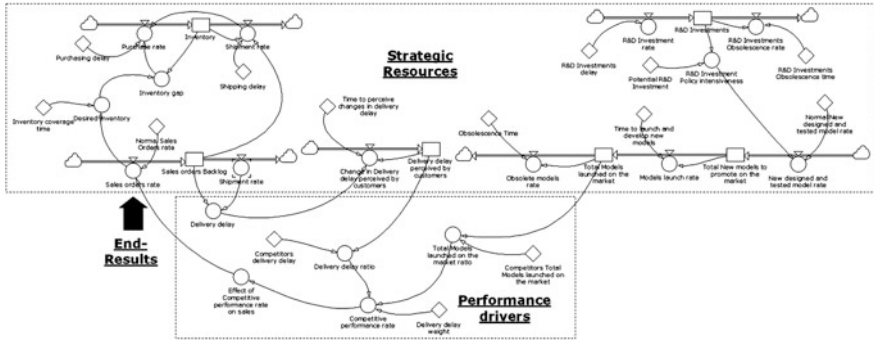 Purchase rate
Inventory
Shipment rate
Purchasing delay
Inventory gap
Shipping delay
Strategic
Resources
Desired Inventory
Inventory coverage
time
Normal Sales
Orders rate
Sales orders rate
Sales orders Backlog
Shipment rate
Time to perceive
changes in delivery
delay
Change in Delivery
delay perceived by
customers
Delivery delay
perceived by
customers
R&D Investment
rate
R&D Investments
R&D Investments
Obsolescence rate
R&D Investments
delay
Potential R&D
Investment
R&D Investment
Policy intensiveness
R&D Investments
Obsolescence time
Obsolescence Time
Time to launch and
develop new models
Normal New
designed and
tested model rate
Obsolete models
rate
Total Models
launched on the
market
Models launch rate
Total New models to
promote on the
market
New designed and
tested model rate
End-
Results
Delivery delay
Competitors
delivery delay
Delivery delay ratio
Total Models
launched on the
market ratio
Competitors Total
Models launched on
the market
Effect of
Competitive
performance rate
on sales
Competitive
performance rate
Delivery delay
weight
Performance
drivers